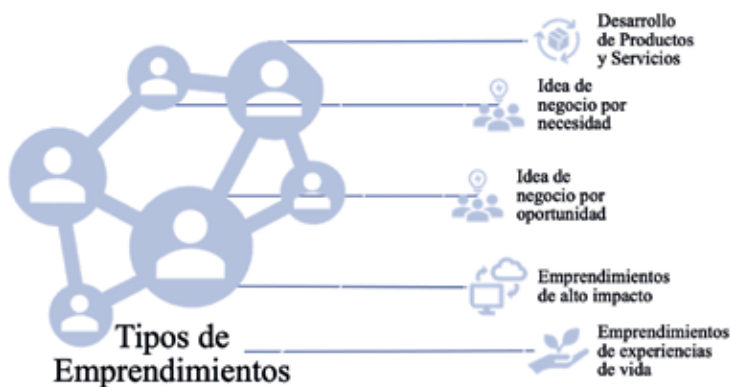 Desarrollo
de Productos
y Servicios
Idea de
negocio por
necesidad
Idea de
negocio por
oportunidad
Emprendimientos
de alto impacto
Emprendimientos
de experiencias
de vida
Tipos de
Emprendimientos